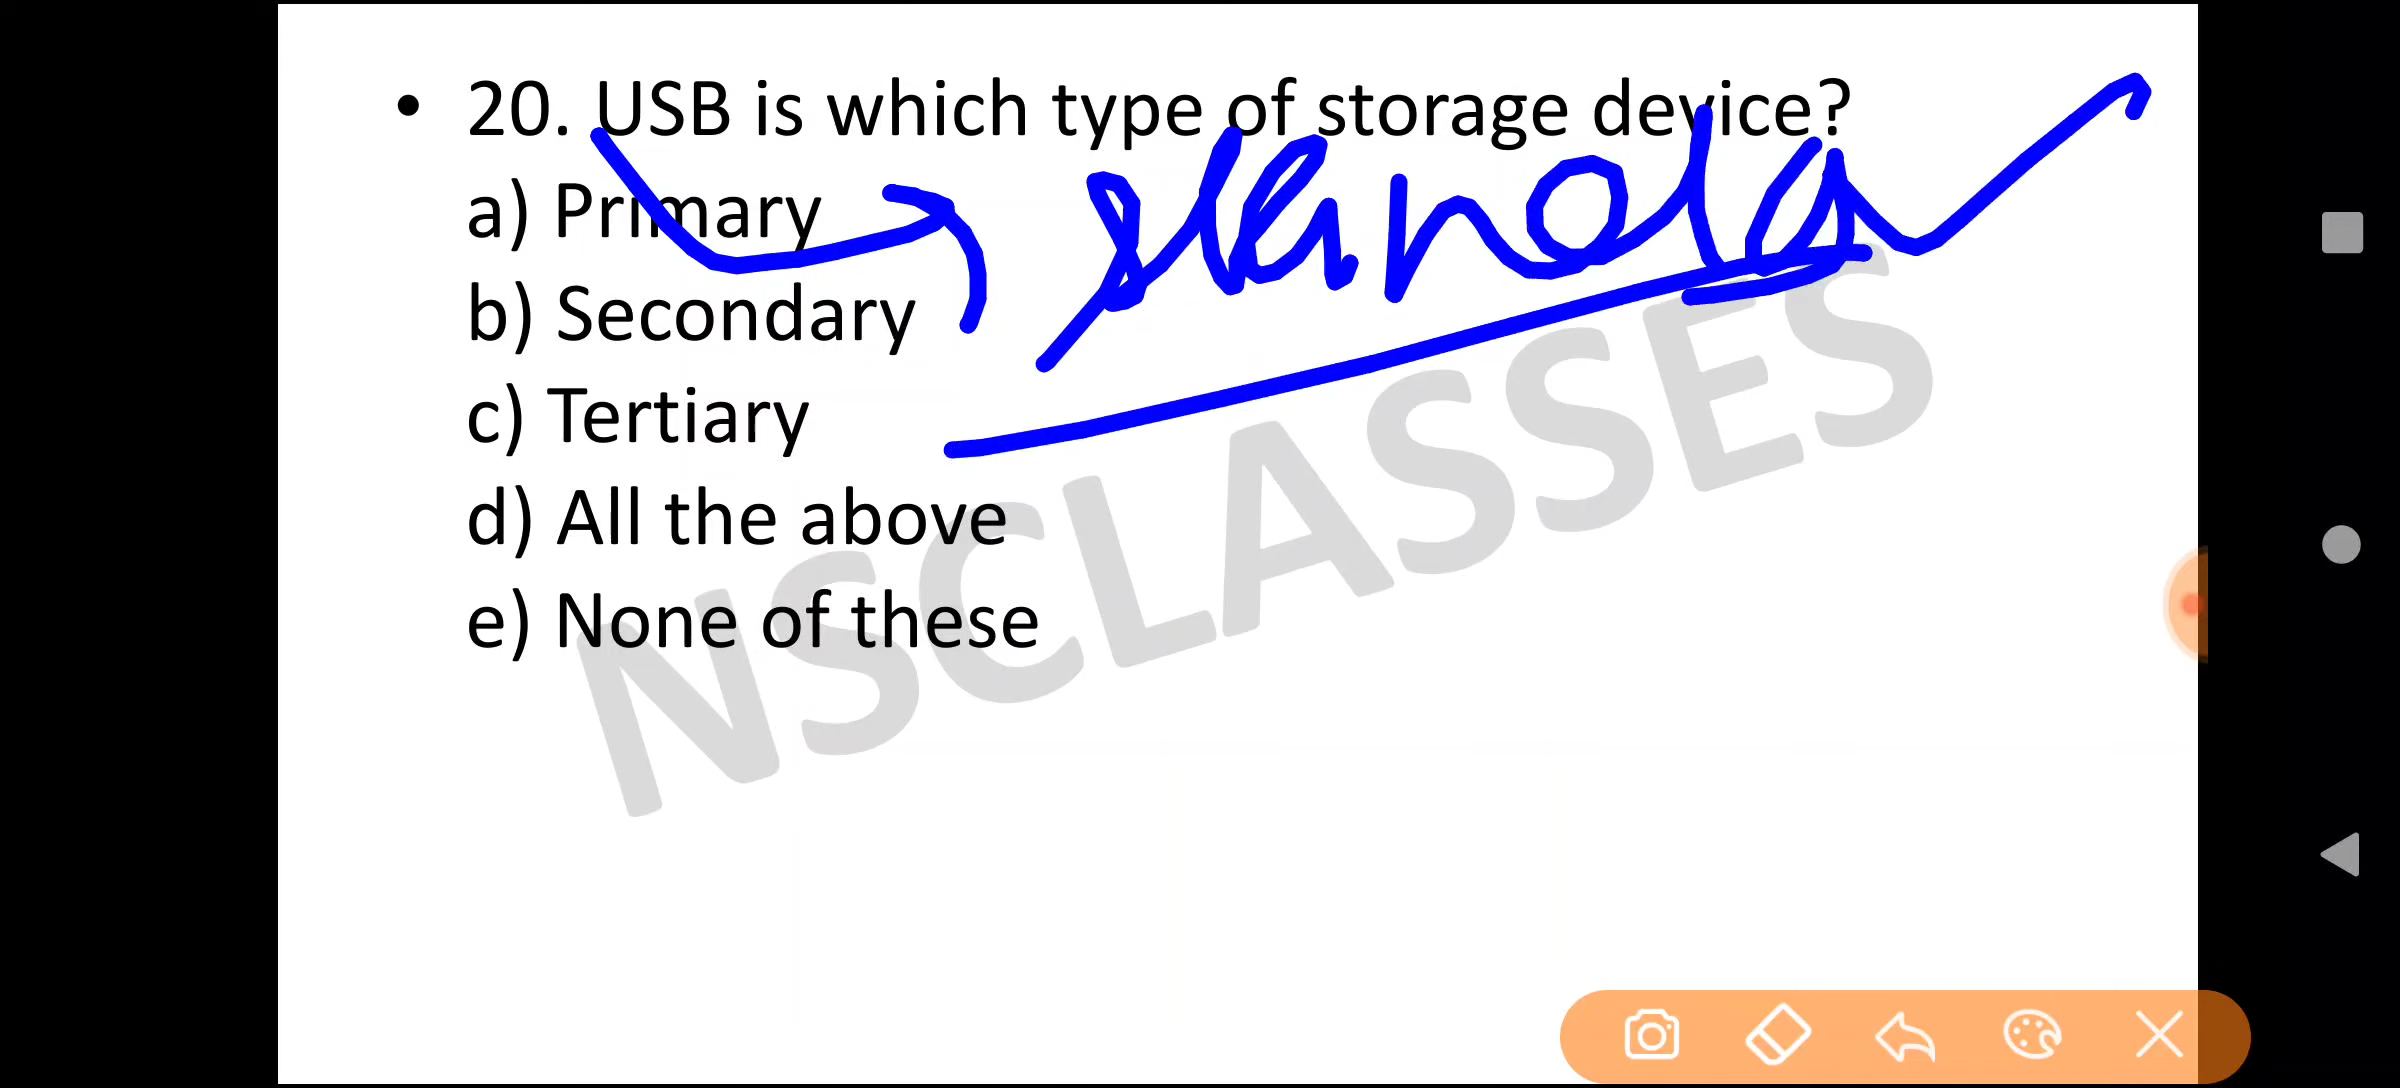 • 20. USB is which type of storage device?
a) Primary
b) Secondary
c) Tertiary
d) All the above
e) None of these
NSCLASSES